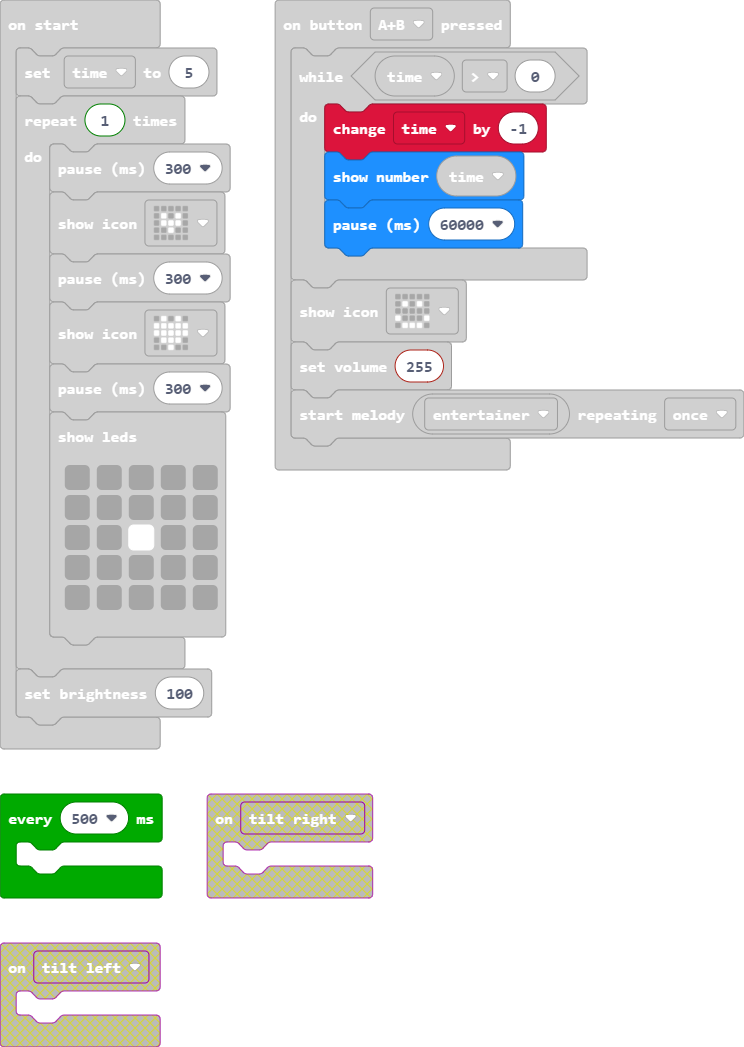 on start
set time to 5
repeat 1 times
do
pause (ms) 300
show icon
pause (ms) 300
show icon
pause (ms) 300
show leds
set brightness 100
on button A+B pressed
while time > 0
do
change time by -1
show number time
pause (ms) 60000
show icon
set volume 255
start melody entertainer repeating once
every 500 ms
on tilt right
on tilt left